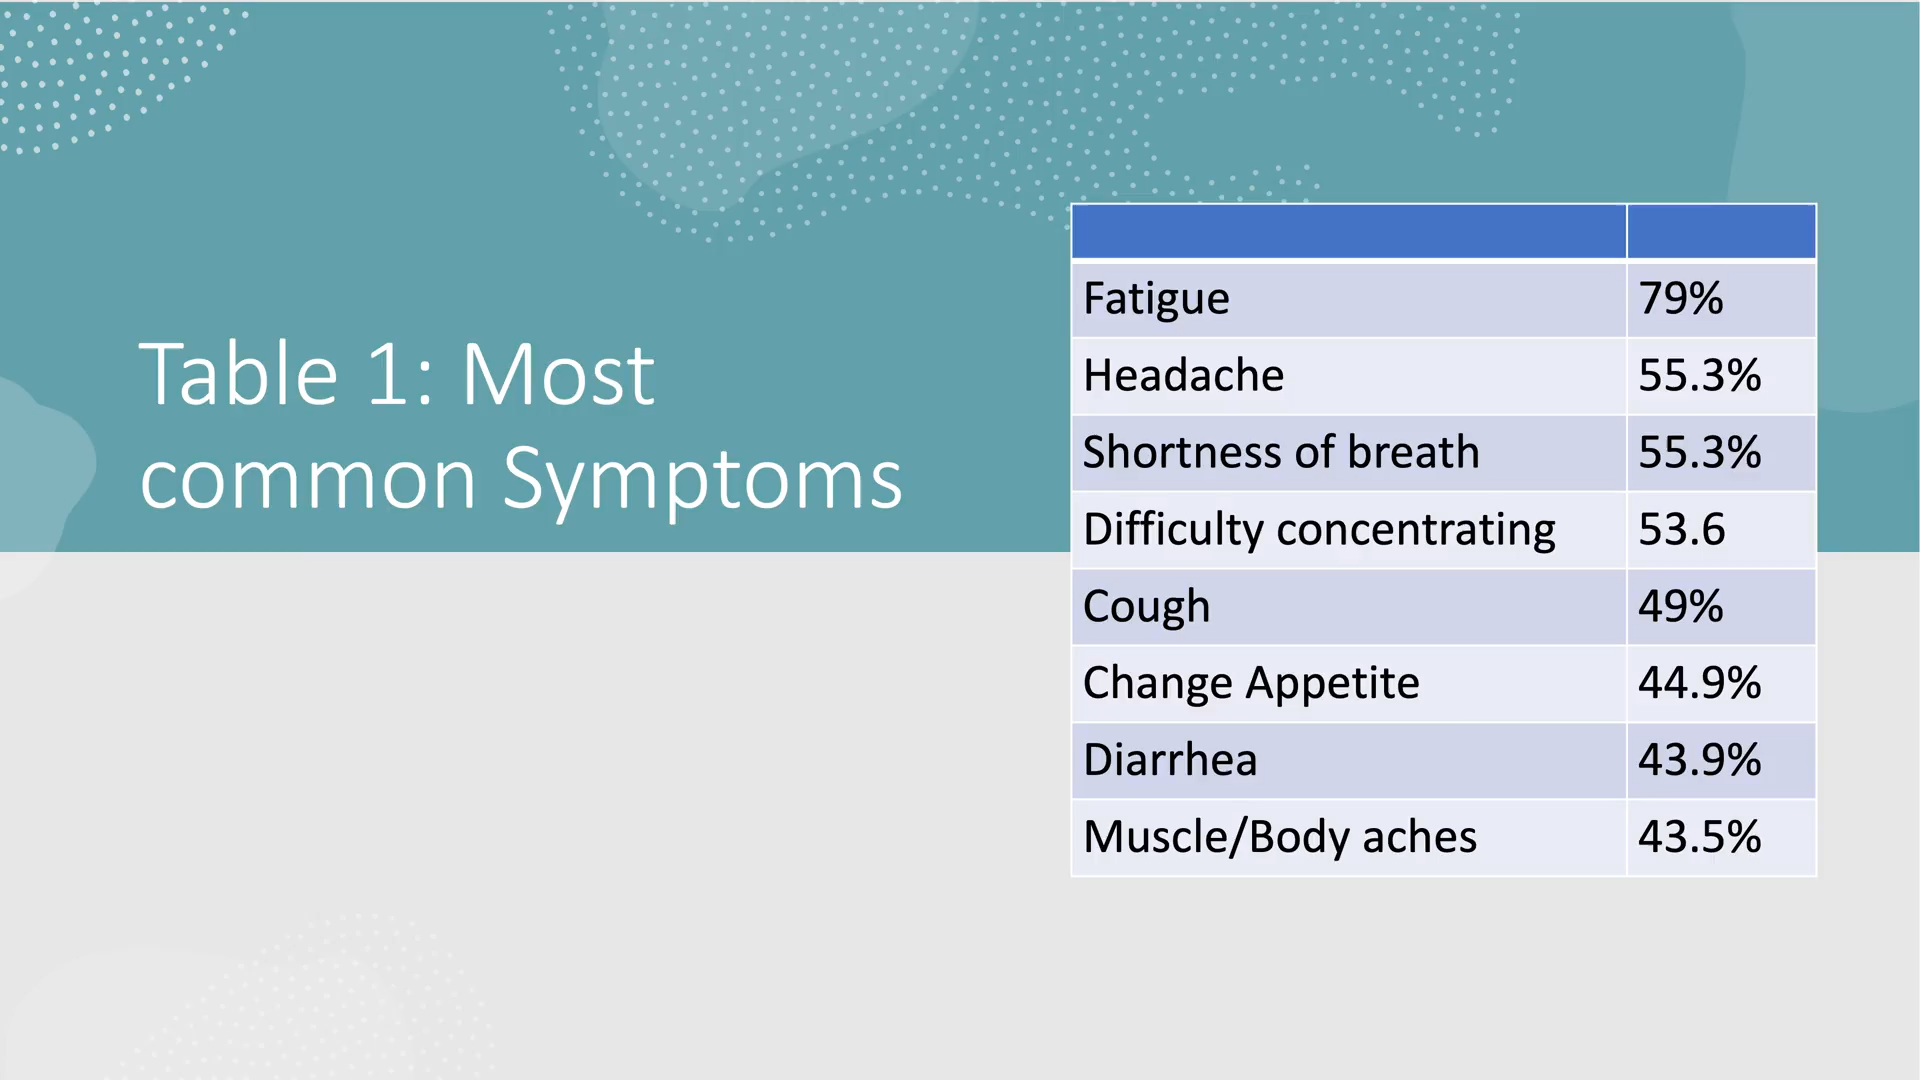 Table 1: Most
common Symptoms
Fatigue 79%
Headache 55.3%
Shortness of breath 55.3%
Difficulty concentrating 53.6
Cough 49%
Change Appetite 44.9%
Diarrhea 43.9%
Muscle/Body aches 43.5%